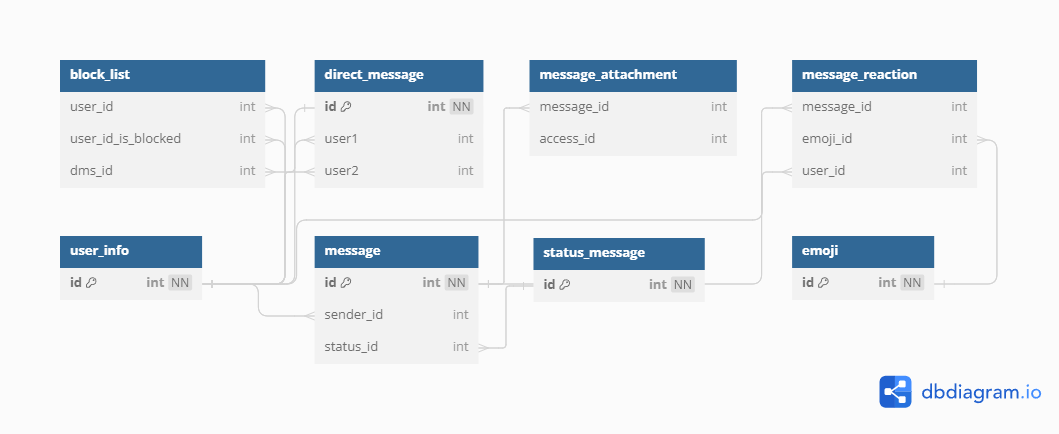 block_list
user_id int
user_id_is_blocked int
dms_id int
direct_message
id int NN
user1 int
user2 int
message_attachment
message_id int
access_id int
message_reaction
message_id int
emoji_id int
user_id int
user_info
id int NN
message
id int NN
sender_id int
status_id int
status_message
id int NN
emoji
id int NN
dbdiagram.io